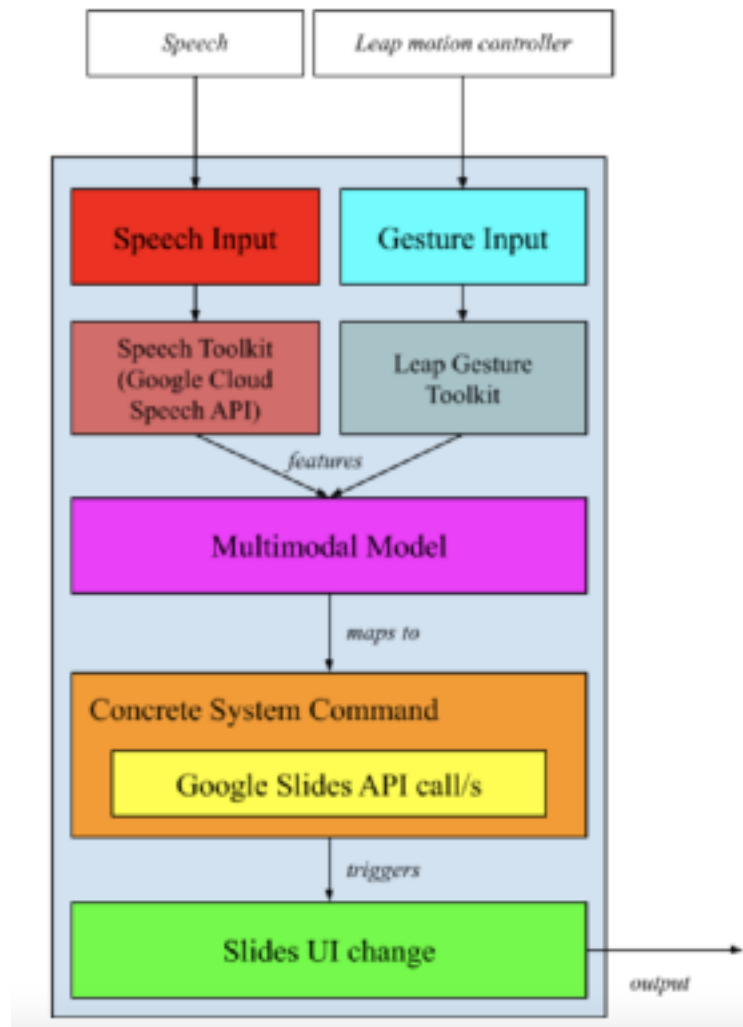 Speech
Leap motion controller
Speech Input
Gesture Input
Speech Toolkit
(Google Cloud
Speech API)
Leap Gesture
Toolkit
features
Multimodal Model
maps to
Concrete System Command
Google Slides API call/s
triggers
Slides UI change
output